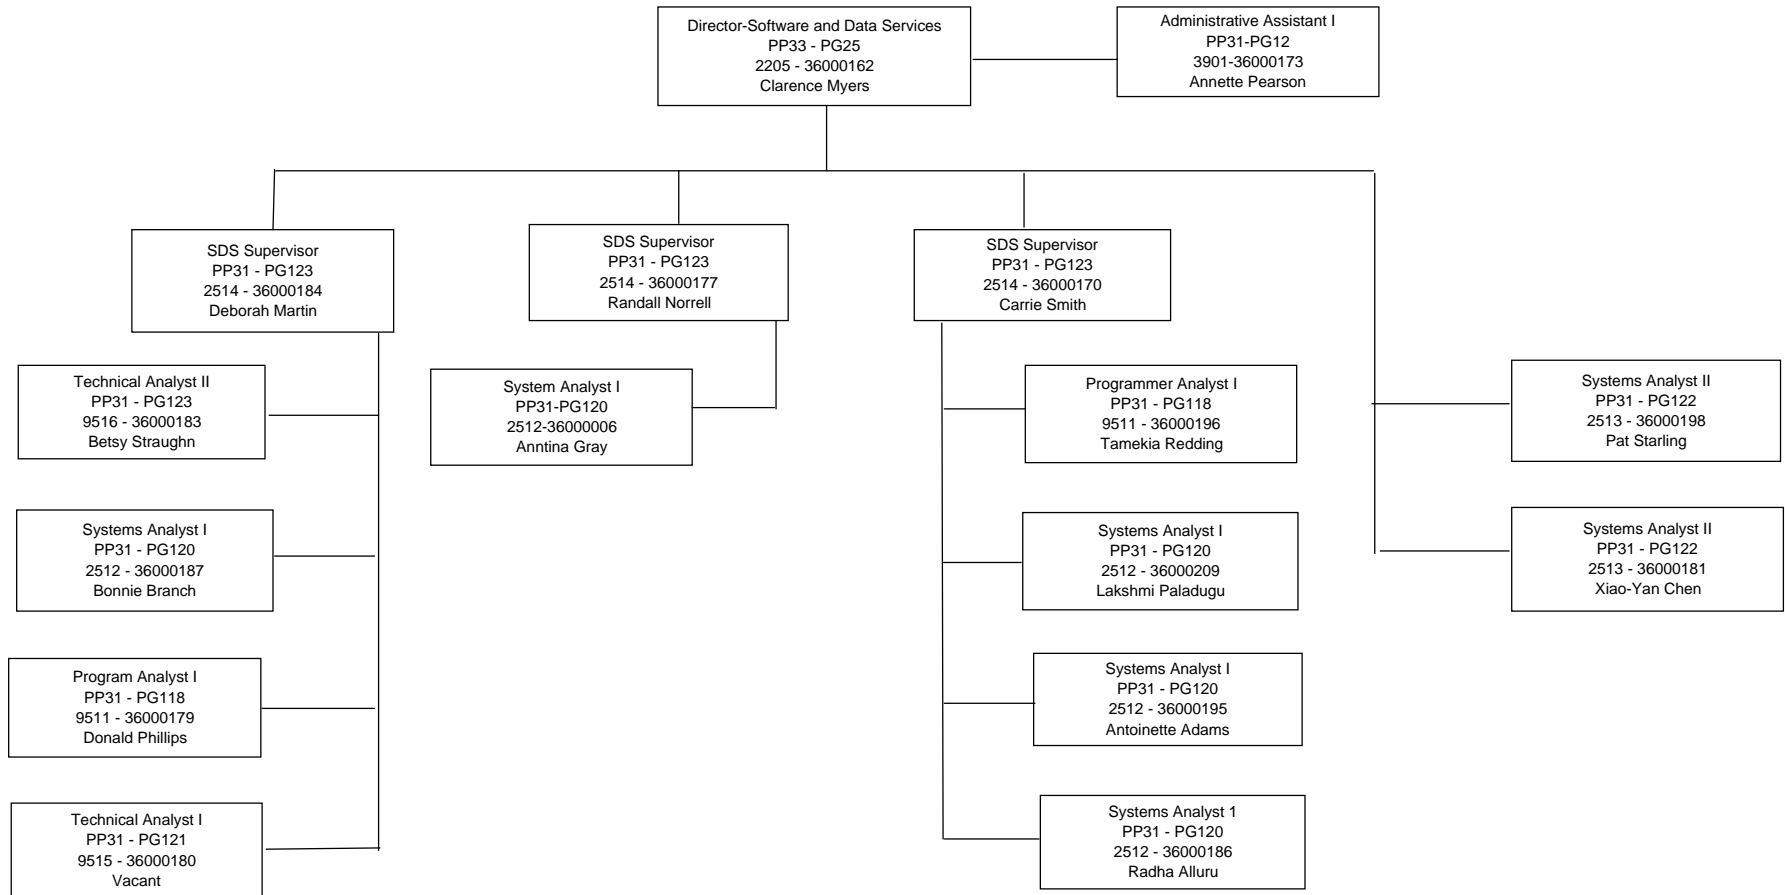 Director-Software and Data Services
PP33 - PG25
2205 - 36000162
Clarence Myers
Administrative Assistant I
PP31-PG12
3901-36000173
Annette Pearson
SDS Supervisor
PP31 - PG123
2514 - 36000184
Deborah Martin
SDS Supervisor
PP31 - PG123
2514 - 36000177
Randall Norrell
SDS Supervisor
PP31 - PG123
2514 - 36000170
Carrie Smith
Technical Analyst II
PP31 - PG123
9516 - 36000183
Betsy Straughn
System Analyst I
PP31-PG120
2512-36000006
Anntina Gray
Programmer Analyst I
PP31 - PG118
9511 - 36000196
Tamekia Redding
Systems Analyst II
PP31 - PG122
2513 - 36000198
Pat Starling
Systems Analyst I
PP31 - PG120
2512 - 36000187
Bonnie Branch
Systems Analyst I
PP31 - PG120
2512 - 36000209
Lakshmi Paladugu
Systems Analyst II
PP31 - PG122
2513 - 36000181
Xiao-Yan Chen
Program Analyst I
PP31 - PG118
9511 - 36000179
Donald Phillips
Systems Analyst I
PP31 - PG120
2512 - 36000195
Antoinette Adams
Technical Analyst I
PP31 - PG121
9515 - 36000180
Vacant
Systems Analyst 1
PP31 - PG120
2512 - 36000186
Radha Alluru